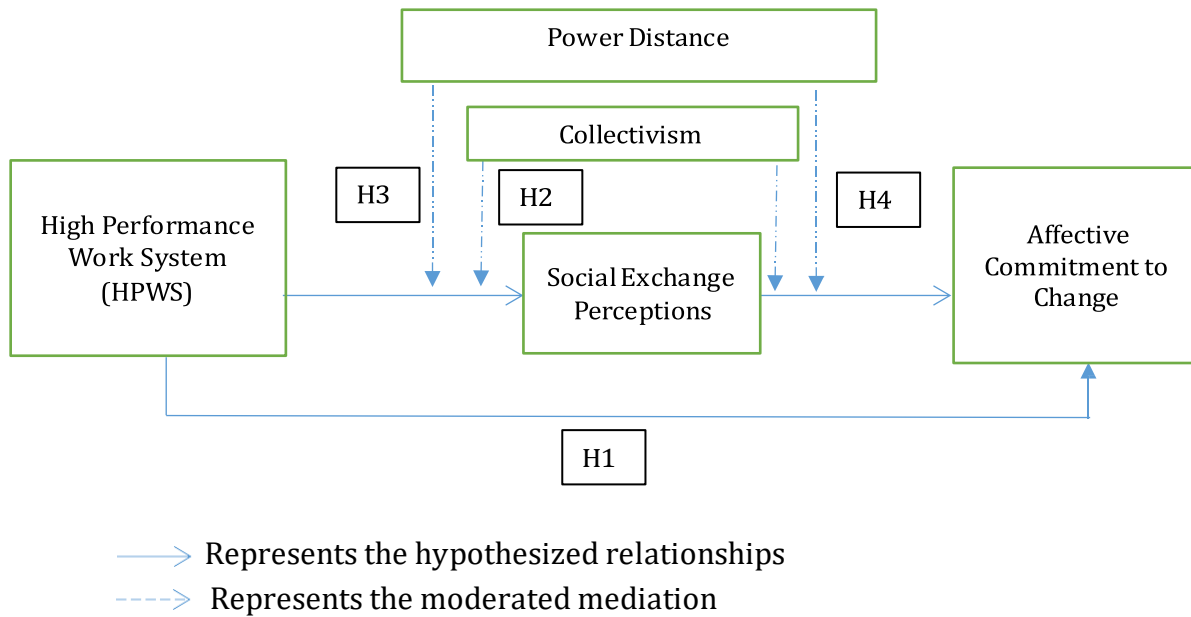 Power Distance
Collectivism
H3
H2
H4
High Performance
Work System
(HPWS)
Social Exchange
Perceptions
Affective
Commitment to
Change
H1
Represents the hypothesized relationships
Represents the moderated mediation